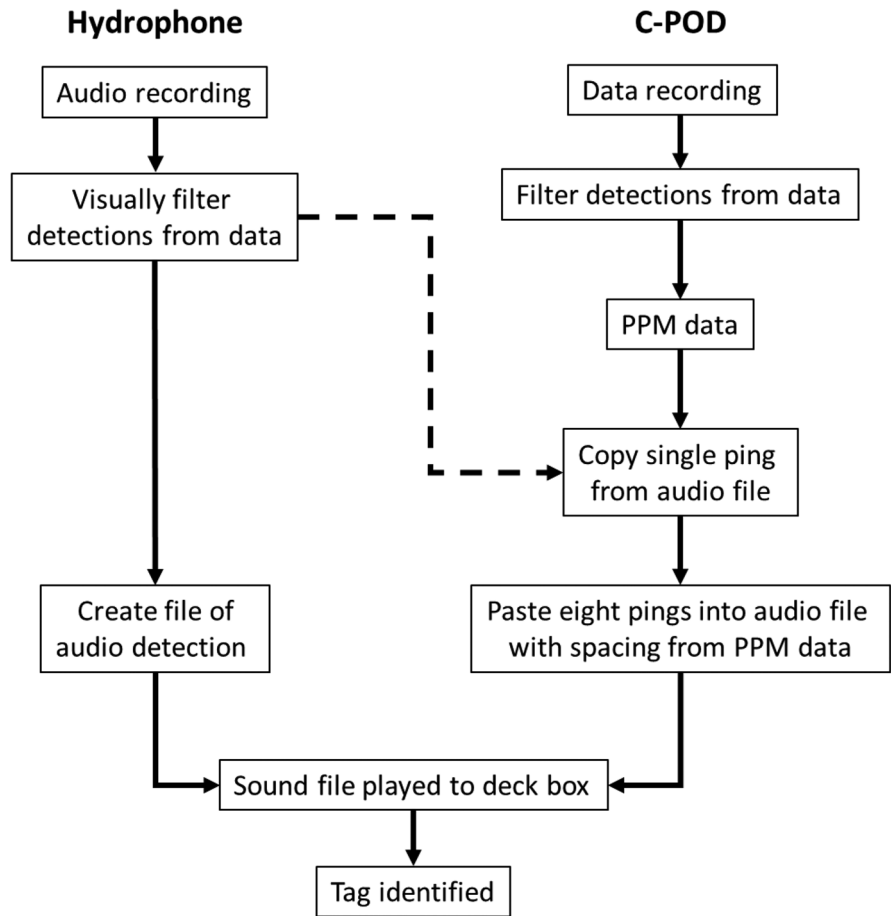 Hydrophone
Audio recording
Visually filter
detections from data
Create file of
audio detection
C-POD
Data recording
Filter detections from data
PPM data
Copy single ping
from audio file
Paste eight pings into audio file
with spacing from PPM data
Sound file played to deck box
Tag identified